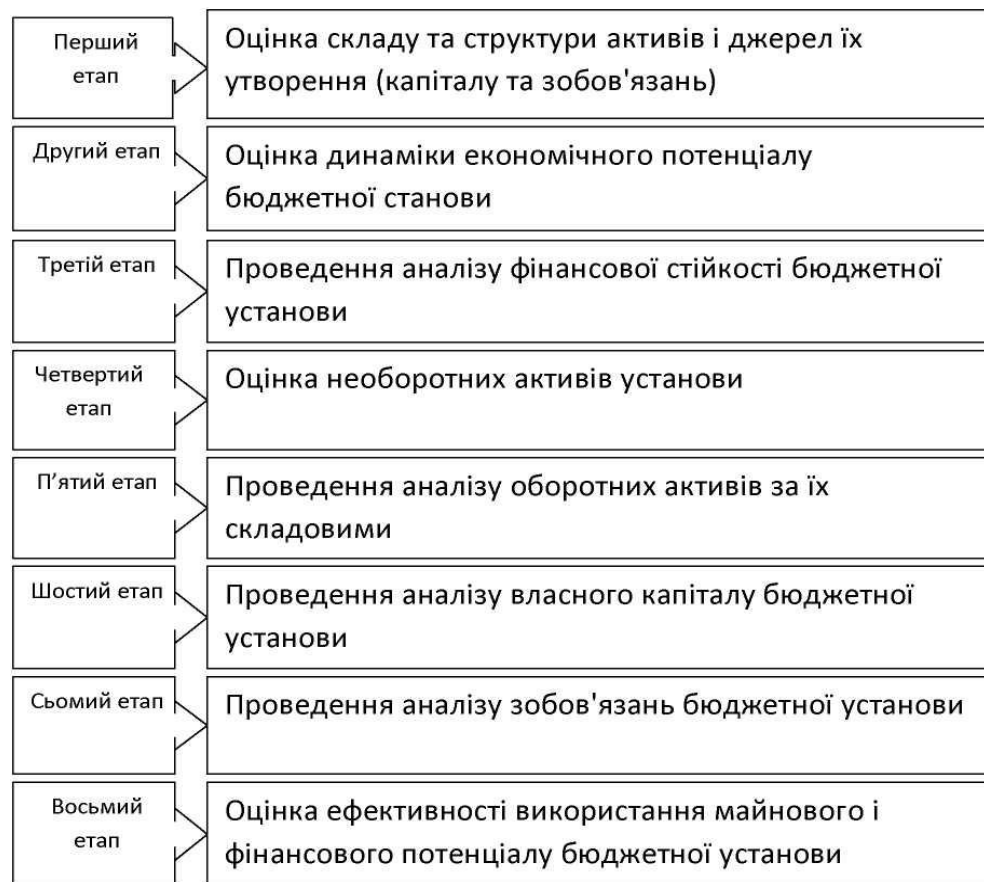 Перший
етап
Оцінка складу та структури активів і джерел їх
утворення (капіталу та зобов'язань)
Другий етап
Оцінка динаміки економічного потенціалу
бюджетної станови
Третій етап
Проведення аналізу фінансової стійкості бюджетної
установи
Четвертий
етап
Оцінка необоротних активів установи
П’ятий етап
Проведення аналізу оборотних активів за їх
складовими
Шостий етап
Проведення аналізу власного капіталу бюджетної
установи
Сьомий етап
Проведення аналізу зобов'язань бюджетної установи
Восьмий
етап
Оцінка ефективності використання майнового і
фінансового потенціалу бюджетної установи